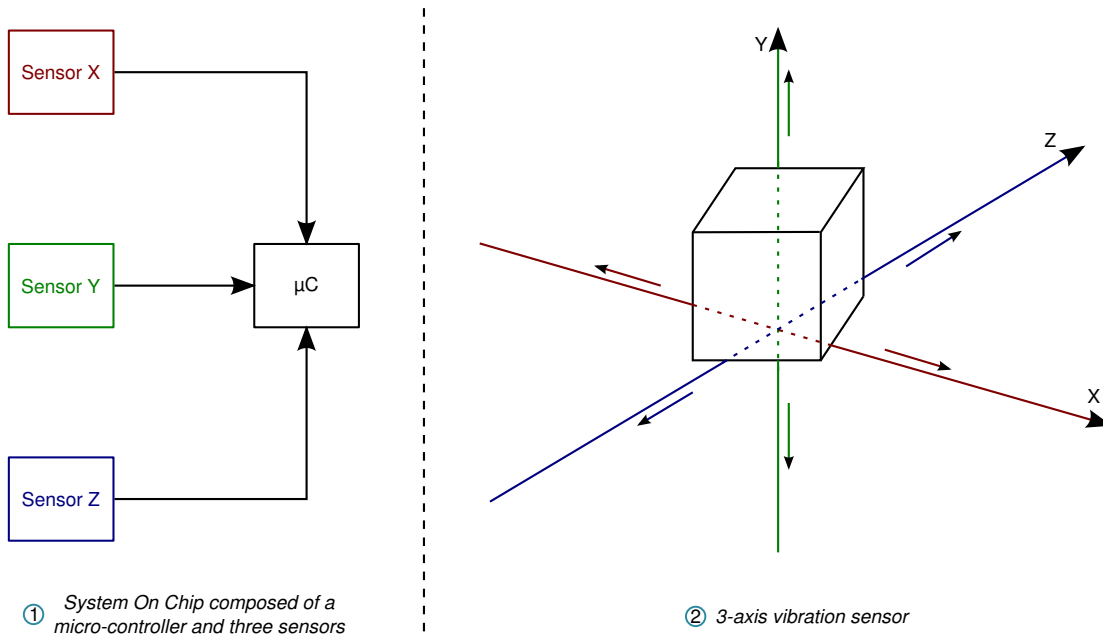 Sensor X
Sensor Y
μC
Sensor Z
① System On Chip composed of a
micro-controller and three sensors
Y
Z
X
② 3-axis vibration sensor